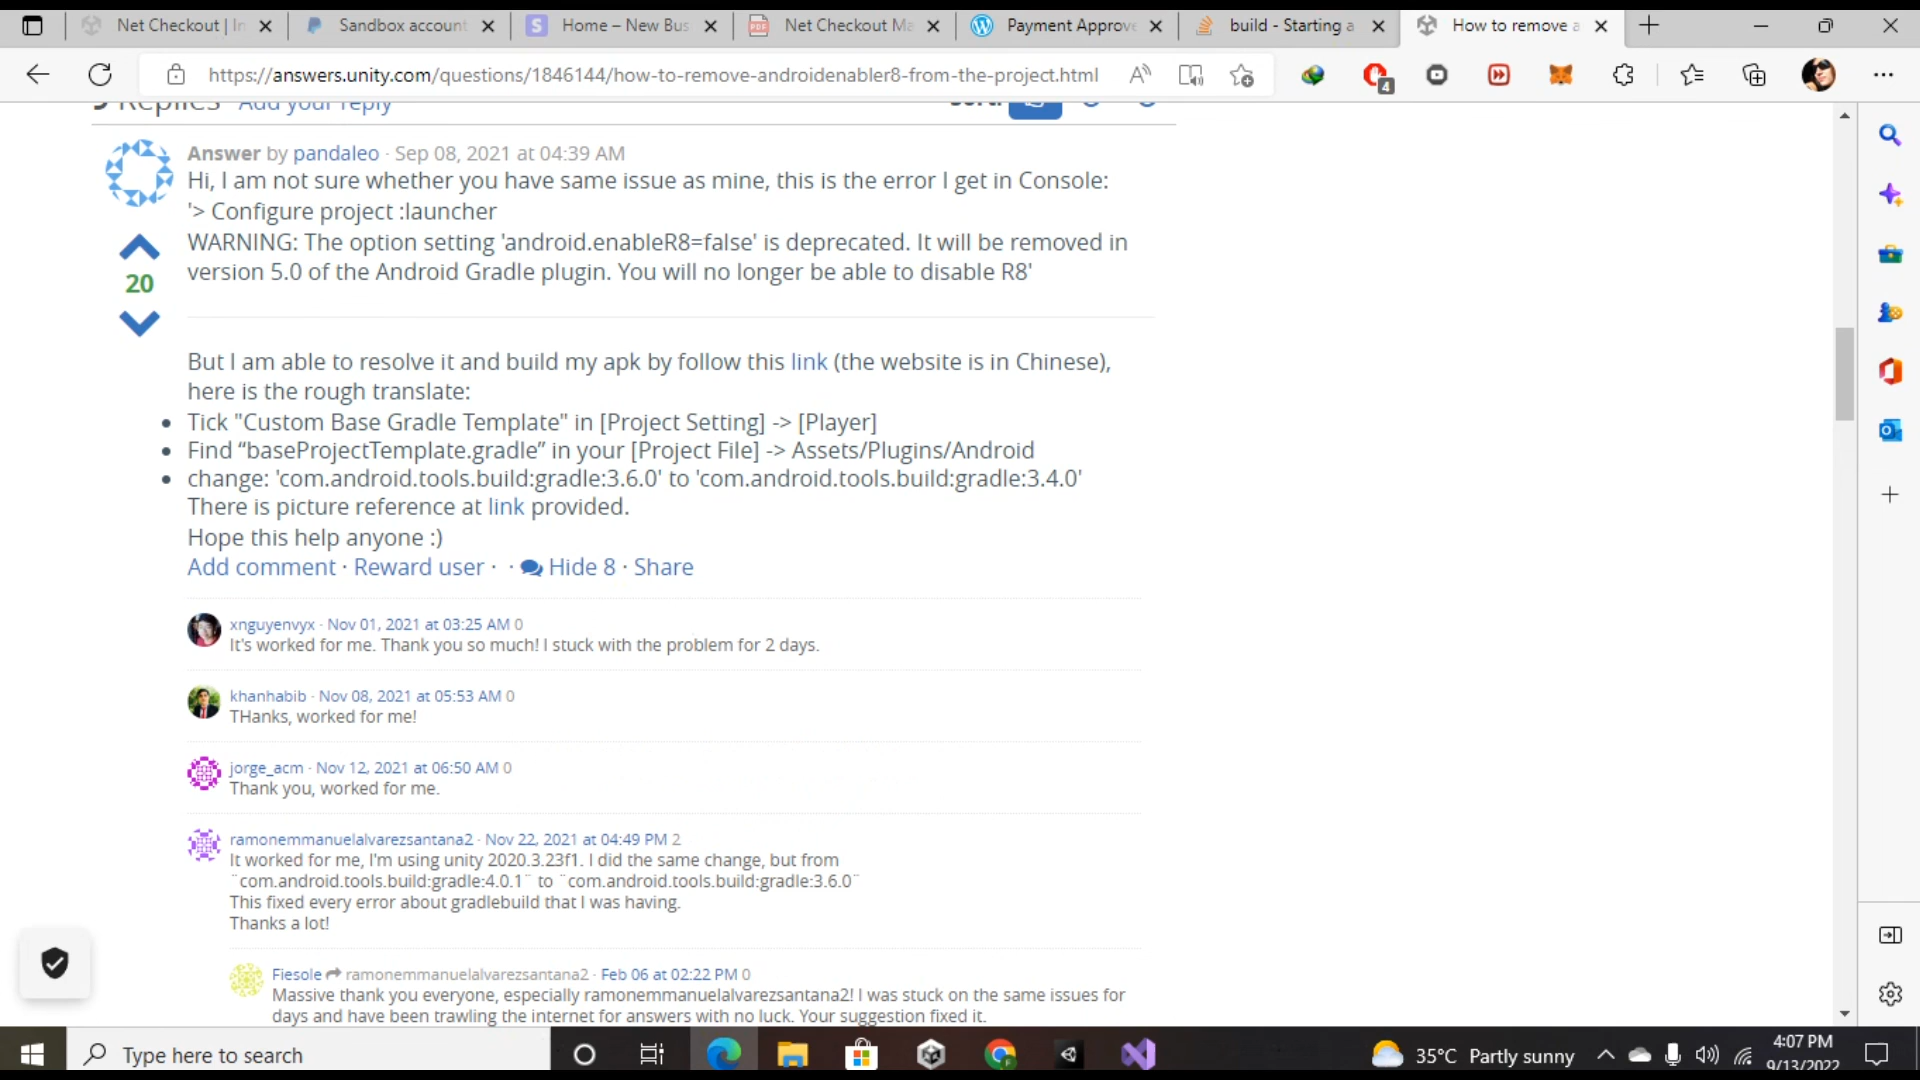 Net Checkout | In
Sandbox account
Home – New Bus
Net Checkout Ma
Payment Approve
build - Starting a
How to remove a
https://answers.unity.com/questions/1846144/how-to-remove-androidenabler8-from-the-project.html
4
Replies Add your reply
Answer by pandaleo · Sep 08, 2021 at 04:39 AM
Hi, I am not sure whether you have same issue as mine, this is the error I get in Console:
'> Configure project :launcher
WARNING: The option setting 'android.enableR8=false' is deprecated. It will be removed in
version 5.0 of the Android Gradle plugin. You will no longer be able to disable R8'
20
But I am able to resolve it and build my apk by follow this link (the website is in Chinese),
here is the rough translate:
• Tick "Custom Base Gradle Template" in [Project Setting] -> [Player]
• Find “baseProjectTemplate.gradle” in your [Project File] -> Assets/Plugins/Android
• change: 'com.android.tools.build:gradle:3.6.0' to 'com.android.tools.build:gradle:3.4.0'
There is picture reference at link provided.
Hope this help anyone :)
Add comment · Reward user · · Hide 8 · Share
xnguyenvyx · Nov 01, 2021 at 03:25 AM 0
It's worked for me. Thank you so much! I stuck with the problem for 2 days.
khanhabib · Nov 08, 2021 at 05:53 AM 0
THanks, worked for me!
jorge_acm · Nov 12, 2021 at 06:50 AM 0
Thank you, worked for me.
ramonemmanuelalvarezsantana2 · Nov 22, 2021 at 04:49 PM 2
It worked for me, I'm using unity 2020.3.23f1. I did the same change, but from
¨com.android.tools.build:gradle:4.0.1¨ to ¨com.android.tools.build:gradle:3.6.0¨
This fixed every error about gradlebuild that I was having.
Thanks a lot!
Fiesole ramonemmanuelalvarezsantana2 · Feb 06 at 02:22 PM 0
Massive thank you everyone, especially ramonemmanuelalvarezsantana2! I was stuck on the same issues for
days and have been trawling the internet for answers with no luck. Your suggestion fixed it.
Type here to search
35°C Partly sunny
4:07 PM
9/13/2022